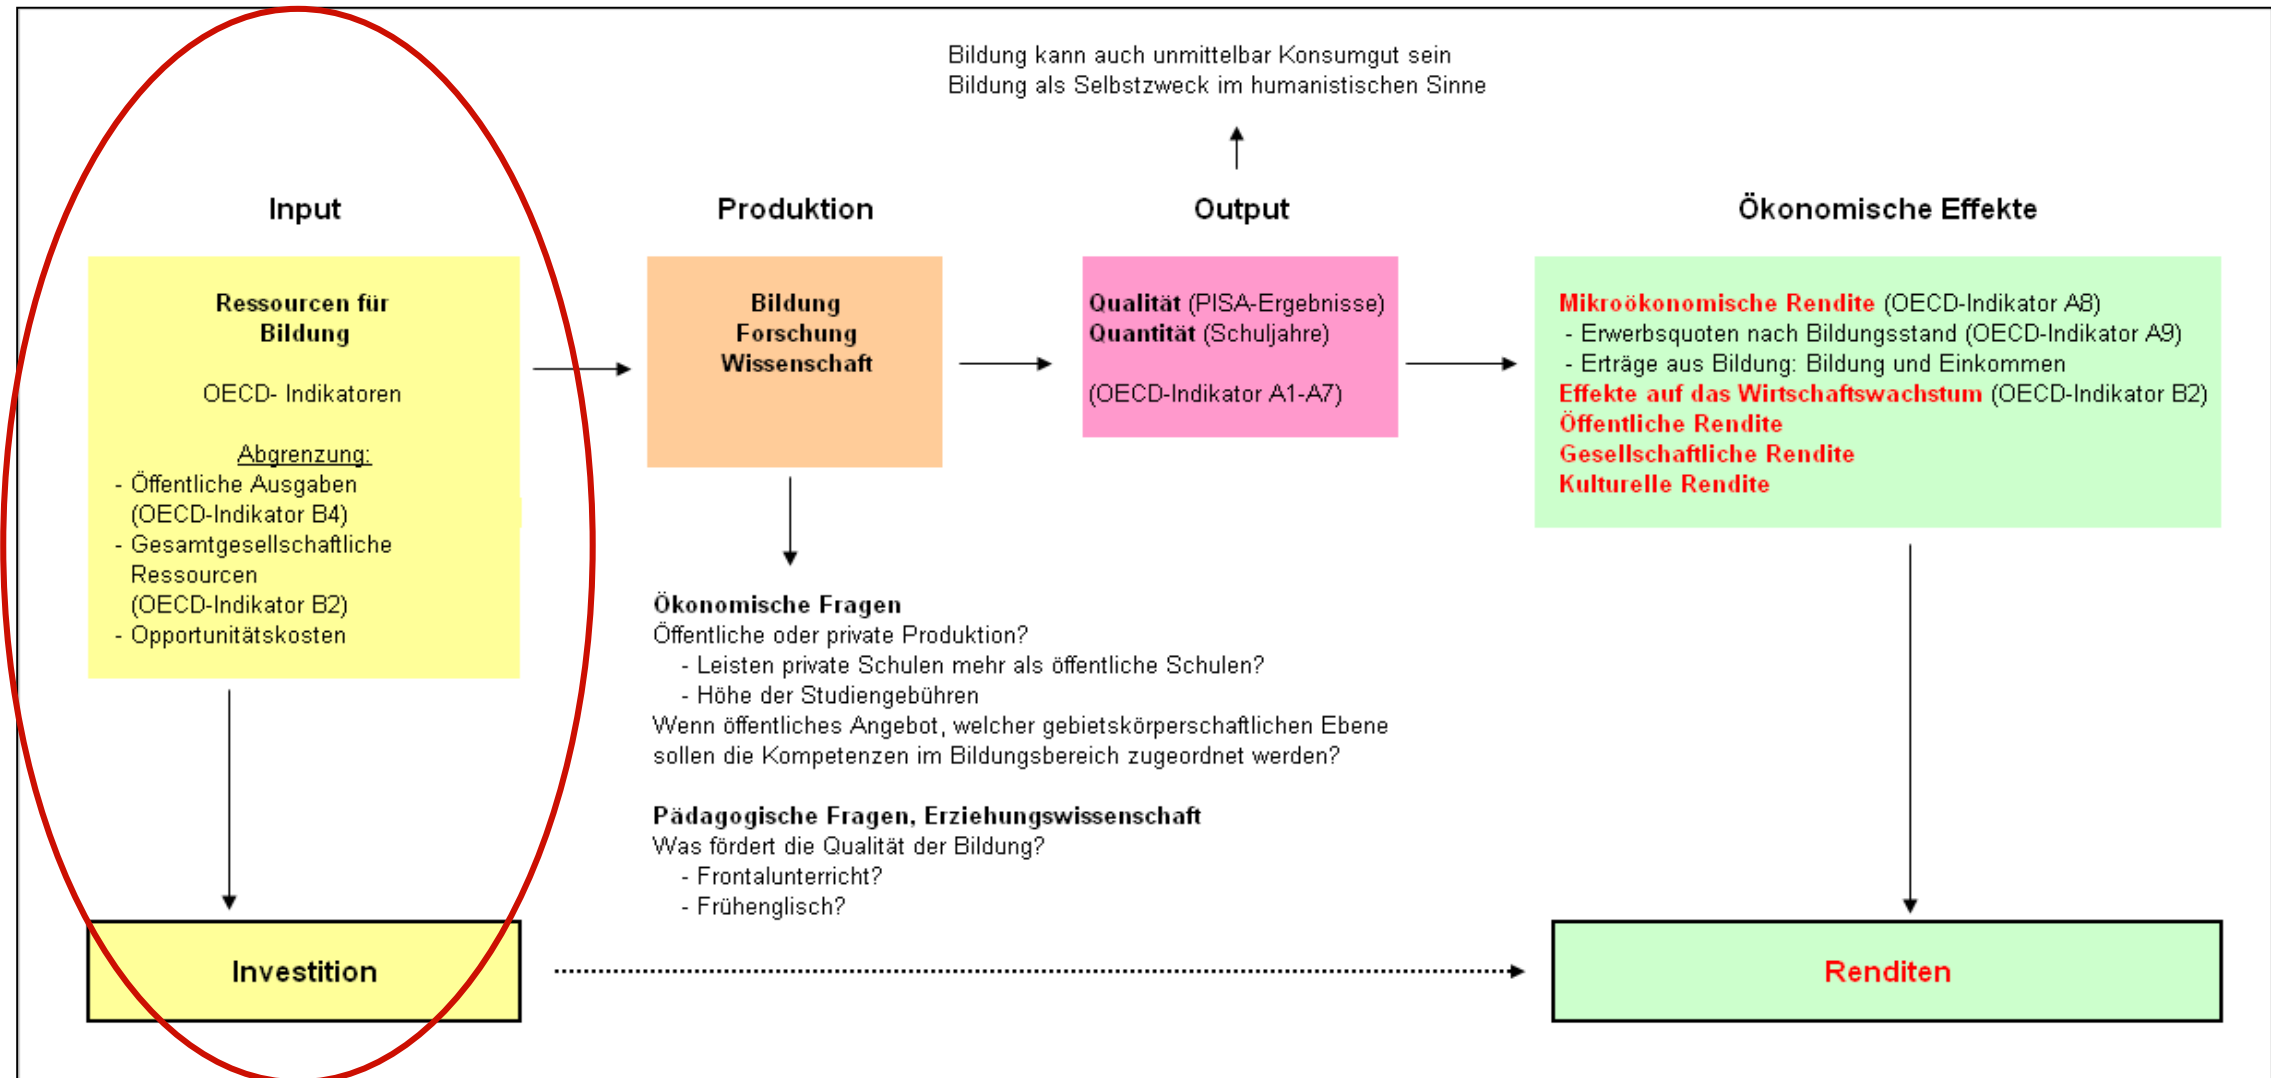 Bildung kann auch unmittelbar Konsumgut sein
Bildung als Selbstzweck im humanistischen Sinne
Input
Ressourcen für
Bildung
OECD- Indikatoren
Abgrenzung:
- Öffentliche Ausgaben
(OECD-Indikator B4)
- Gesamtgesellschaftliche
Ressourcen
(OECD-Indikator B2)
- Opportunitätskosten
Investition
Produktion
Bildung
Forschung
Wissenschaft
Ökonomische Fragen
Öffentliche oder private Produktion?
- Leisten private Schulen mehr als öffentliche Schulen?
- Höhe der Studiengebühren
Wenn öffentliches Angebot, welcher gebietskörperschaftlichen Ebene
sollen die Kompetenzen im Bildungsbereich zugeordnet werden?
Pädagogische Fragen, Erziehungswissenschaft
Was fördert die Qualität der Bildung?
- Frontalunterricht?
- Frühenglisch?
Output
Qualität (PISA-Ergebnisse)
Quantität (Schuljahre)
(OECD-Indikator A1-A7)
Ökonomische Effekte
Mikroökonomische Rendite (OECD-Indikator A8)
- Erwerbsquoten nach Bildungsstand (OECD-Indikator A9)
- Erträge aus Bildung: Bildung und Einkommen
Effekte auf das Wirtschaftswachstum (OECD-Indikator B2)
Öffentliche Rendite
Gesellschaftliche Rendite
Kulturelle Rendite
Renditen